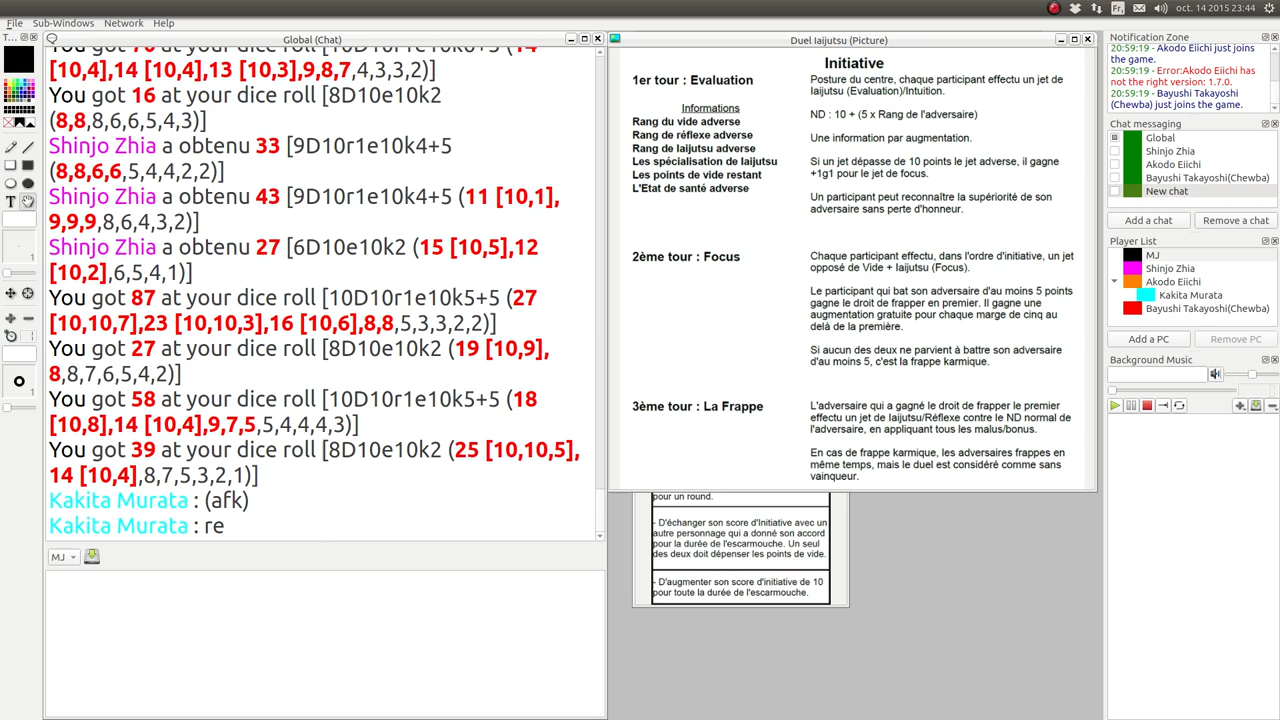 Fr,
oct. 14 2015 23:44
File Sub-Windows Network Help
T...
Global (Chat)
[10,4],14 [10,4],13 [10,3],9,8,7,4,3,3,2)]
You got 16 at your dice roll [8D10e10k2
(8,8,8,6,6,5,4,3)]
Shinjo Zhia a obtenu 33 [9D10r1e10k4+5
(8,8,6,6,5,4,4,2,2)]
Shinjo Zhia a obtenu 43 [9D10r1e10k4+5 (11 [10,1],
9,9,9,8,6,4,3,2)]
Shinjo Zhia a obtenu 27 [6D10e10k2 (15 [10,5],12
[10,2],6,5,4,1)]
You got 87 at your dice roll [10D10r1e10k5+5 (27
[10,10,7],23 [10,10,3],16 [10,6],8,8,5,3,3,2,2)]
You got 27 at your dice roll [8D10e10k2 (19 [10,9],
8,8,7,6,5,4,2)]
You got 58 at your dice roll [10D10r1e10k5+5 (18
[10,8],14 [10,4],9,7,5,5,4,4,4,3)]
You got 39 at your dice roll [8D10e10k2 (25 [10,10,5],
14 [10,4],8,7,5,3,2,1)]
Kakita Murata : (afk)
Kakita Murata : re
MJ
T
1
1
Duel Iaijutsu (Picture)
Initiative
1er tour : Evaluation
Informations
Rang du vide adverse
Rang de réflexe adverse
Rang de Iaijutsu adverse
Les spécialisation de Iaijutsu
Les points de vide restant
L'Etat de santé adverse
Posture du centre, chaque participant effectu un jet de
Iaijutsu (Evaluation)/Intuition.
ND : 10 + (5 x Rang de l'adversaire)
Une information par augmentation.
Si un jet dépasse de 10 points le jet adverse, il gagne
+1g1 pour le jet de focus.
Un participant peut reconnaître la supériorité de son
adversaire sans perte d'honneur.
2ème tour : Focus
Chaque participant effectu, dans l'ordre d'initiative, un jet
opposé de Vide + Iaijutsu (Focus).
Le participant qui bat son adversaire d'au moins 5 points
gagne le droit de frapper en premier. Il gagne une
augmentation gratuite pour chaque marge de cinq au
delà de la première.
Si aucun des deux ne parvient à battre son adversaire
d'au moins 5, c'est la frappe karmique.
3ème tour : La Frappe
L'adversaire qui a gagné le droit de frapper le premier
effectu un jet de Iaijutsu/Réflexe contre le ND normal de
l'adversaire, en appliquant tous les malus/bonus.
En cas de frappe karmique, les adversaires frappes en
même temps, mais le duel est considéré comme sans
vainqueur.
pour un round.
- D'échanger son score d'Initiative avec un
autre personnage qui a donné son accord
pour la durée de l'escarmouche. Un seul
des deux doit dépenser les points de vide.
- D'augmenter son score d'initiative de 10
pour toute la durée de l'escarmouche.
Notification Zone
20:59:19 - Akodo Eiichi just joins
the game.
20:59:19 - Error:Akodo Eiichi has
not the right version: 1.7.0.
20:59:19 - Bayushi Takayoshi
(Chewba) just joins the game.
Chat messaging
Global
Shinjo Zhia
Akodo Eiichi
Bayushi Takayoshi(Chewba)
New chat
Add a chat
Remove a chat
Player List
MJ
Shinjo Zhia
Akodo Eiichi
Kakita Murata
Bayushi Takayoshi(Chewba)
Add a PC
Remove PC
Background Music